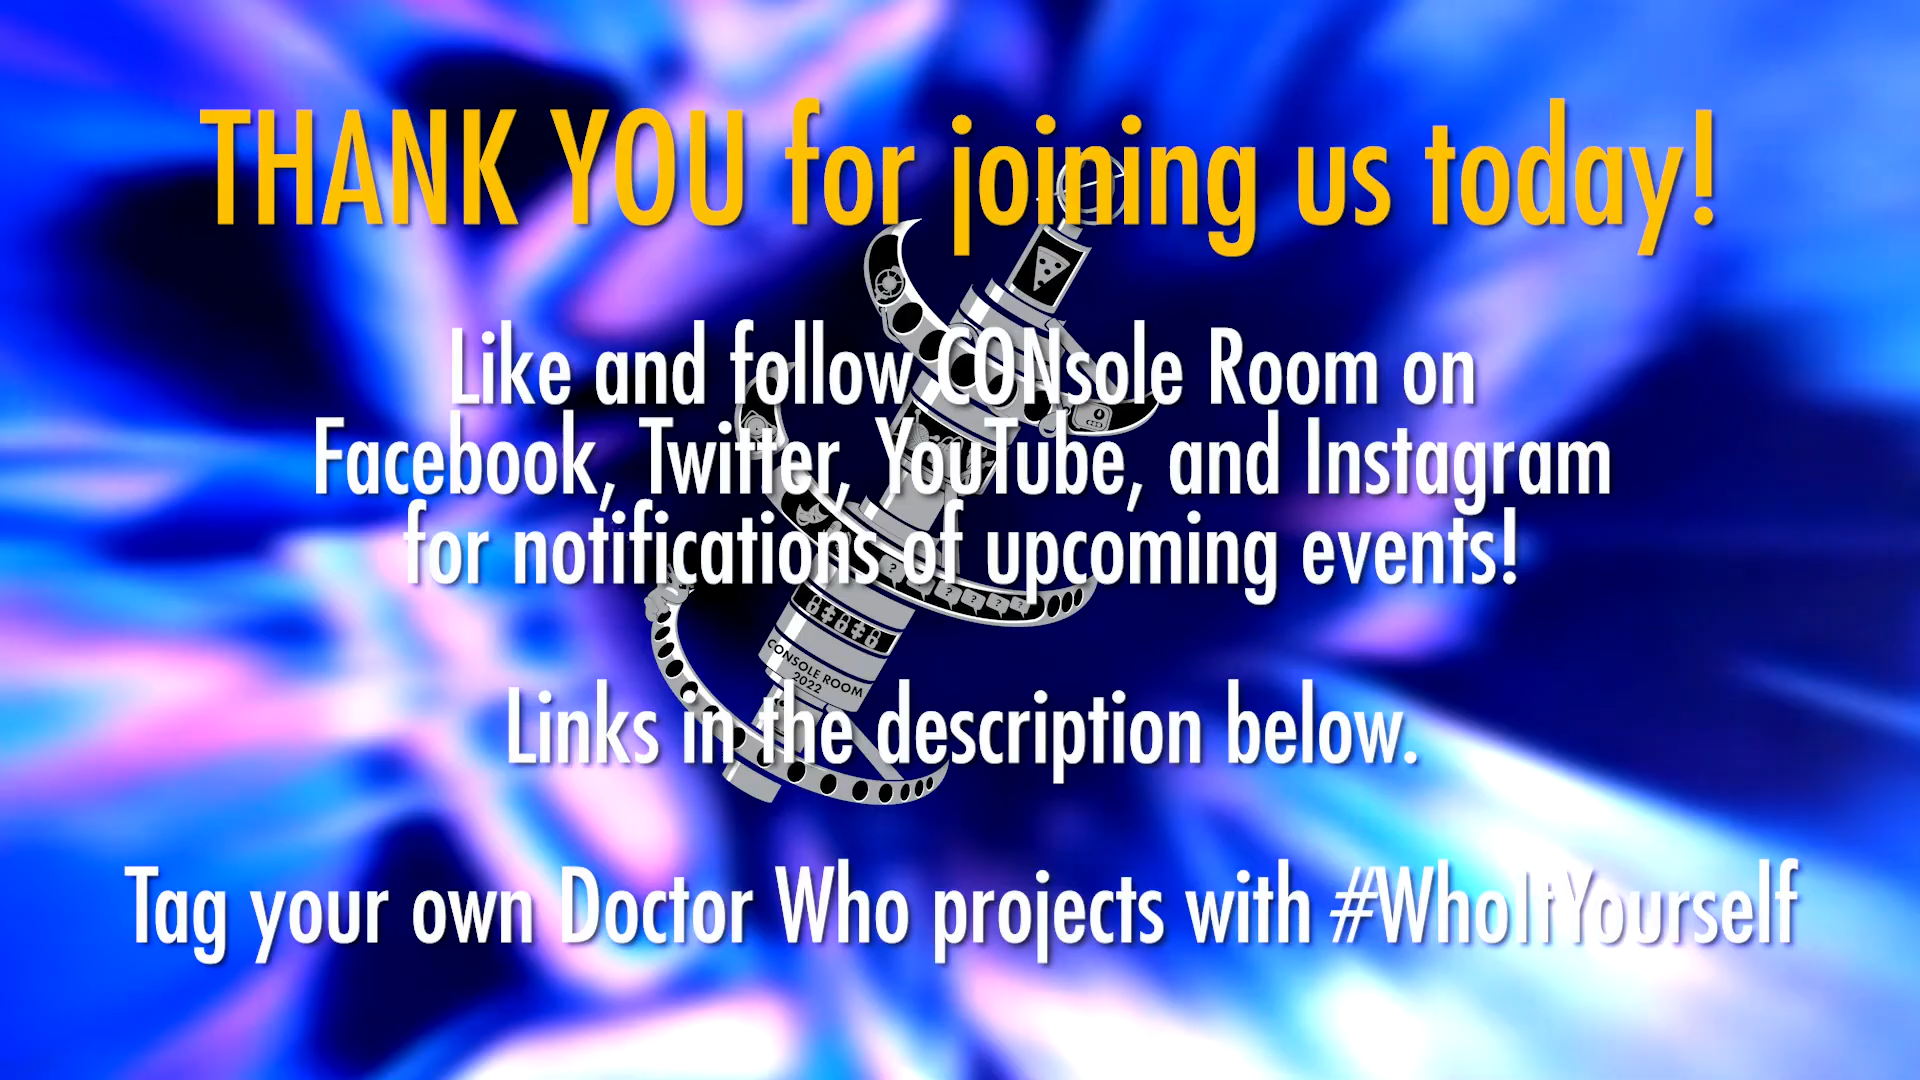 THANK YOU for joining us today!
Like and follow CONsole Room on
Facebook, Twitter, YouTube, and Instagram
for notifications of upcoming events!
CONSOLE ROOM
2022
Links in the description below.
Tag your own Doctor Who projects with #WhoItYourself